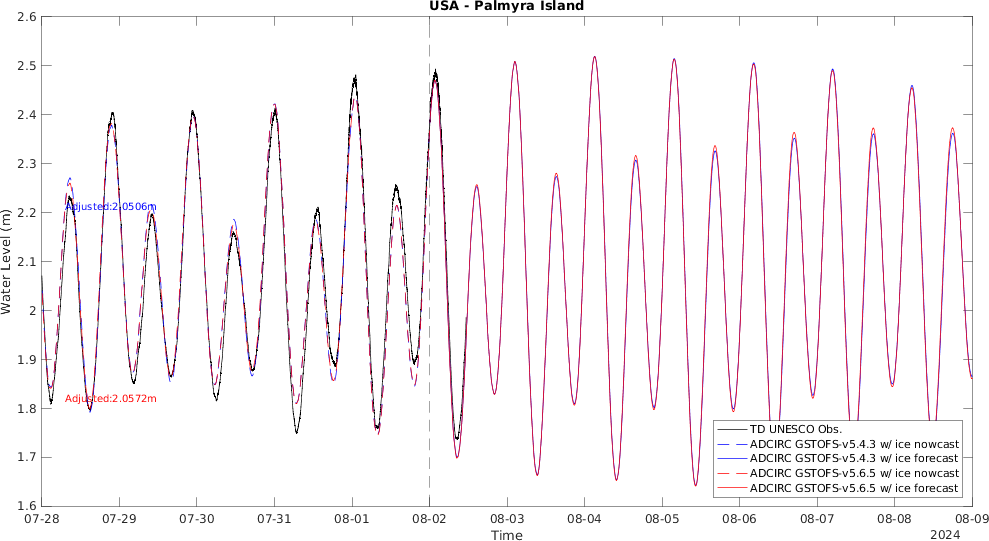 USA - Palmyra Island
2.6
2.5
2.4
2.3
2.2
2.1
2
1.9
1.8
1.7
1.6
Water Level (m)
Adjusted:2.0506m
Adjusted:2.0572m
TD UNESCO Obs.
ADCIRC GSTOFS-v5.4.3 w/ ice nowcast
ADCIRC GSTOFS-v5.4.3 w/ ice forecast
ADCIRC GSTOFS-v5.6.5 w/ ice nowcast
ADCIRC GSTOFS-v5.6.5 w/ ice forecast
07-28 07-29 07-30 07-31 08-01 08-02 08-03 08-04 08-05 08-06 08-07 08-08 08-09
Time
2024